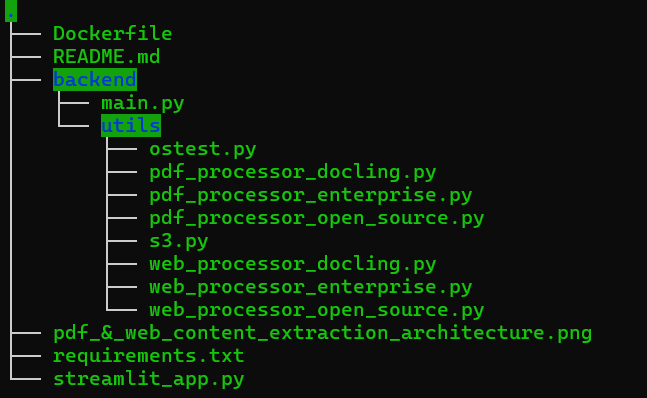 .
├── Dockerfile
├── README.md
├── backend
│   ├── main.py
│   └── utils
│       ├── ostest.py
│       ├── pdf_processor_docling.py
│       ├── pdf_processor_enterprise.py
│       ├── pdf_processor_open_source.py
│       ├── s3.py
│       ├── web_processor_docling.py
│       ├── web_processor_enterprise.py
│       └── web_processor_open_source.py
├── pdf_&_web_content_extraction_architecture.png
├── requirements.txt
└── streamlit_app.py